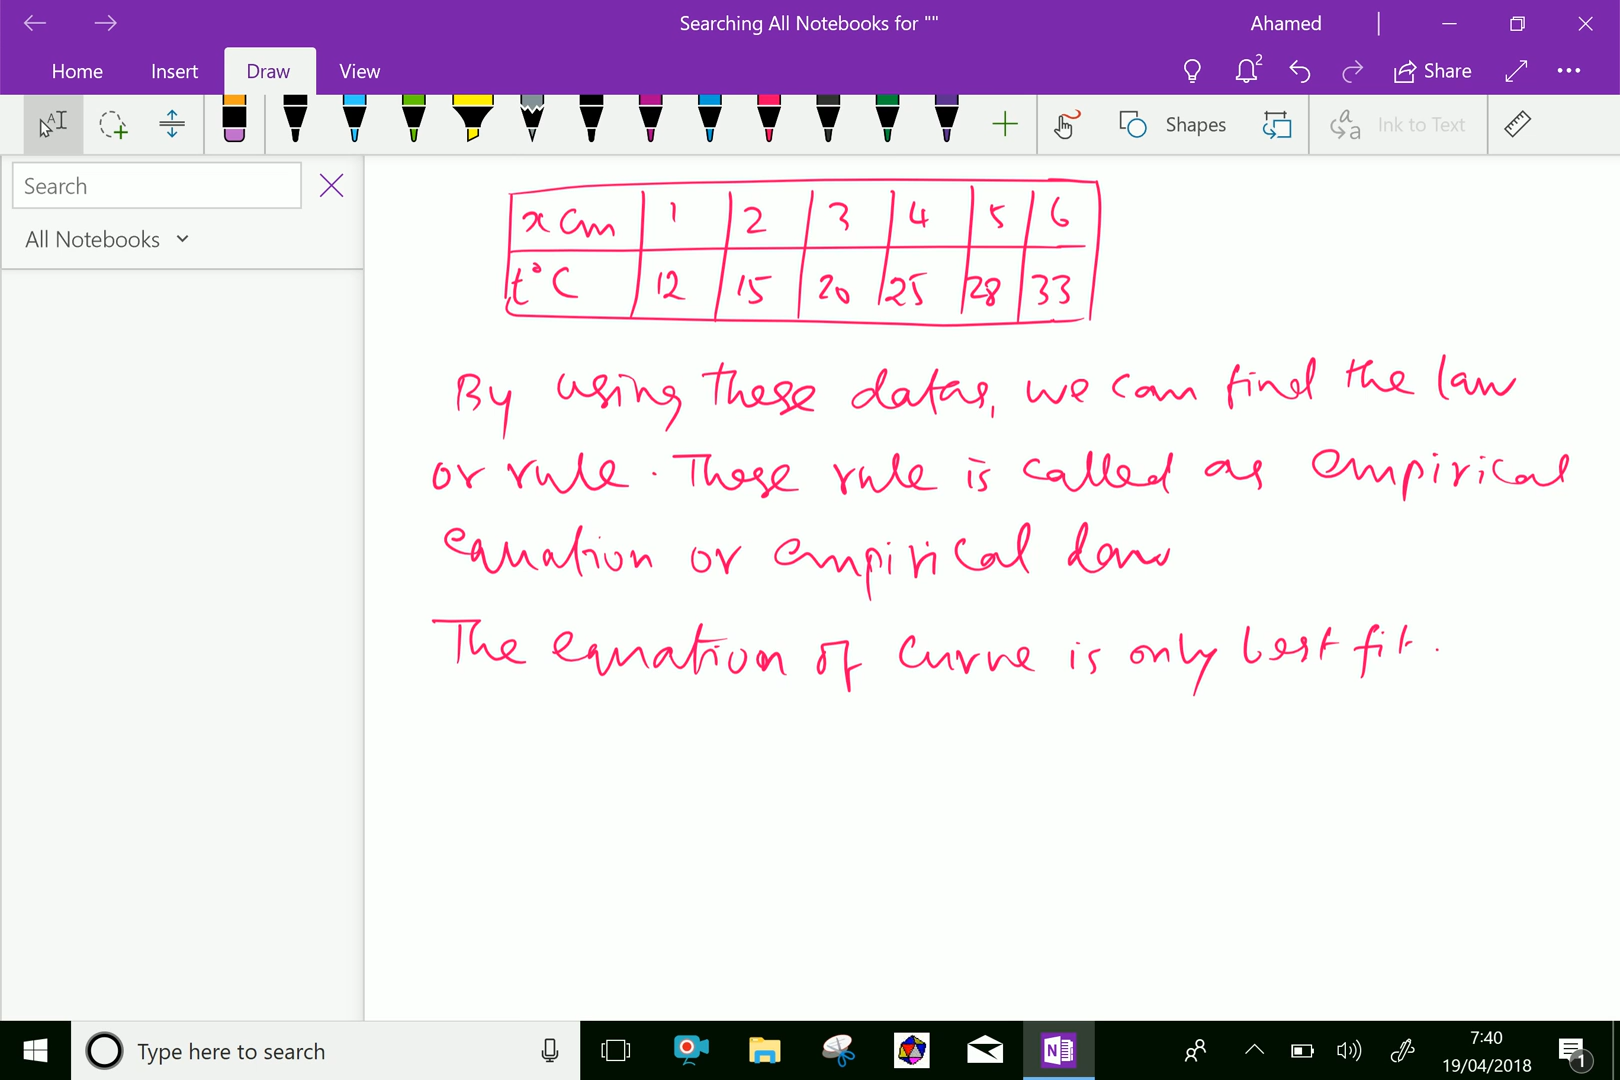 Searching All Notebooks for ""
Ahamed
Home Insert Draw View
2
Share
Shapes
Ink to Text
Search
All Notebooks
x cm 1 2 3 4 5 6
t°C 12 15 20 25 28 33
By using these datas, we can find the law
or rule. These rule is called as empirical
equation or empirical law
The equation of curve is only best fit.
Type here to search
7:40
19/04/2018
1